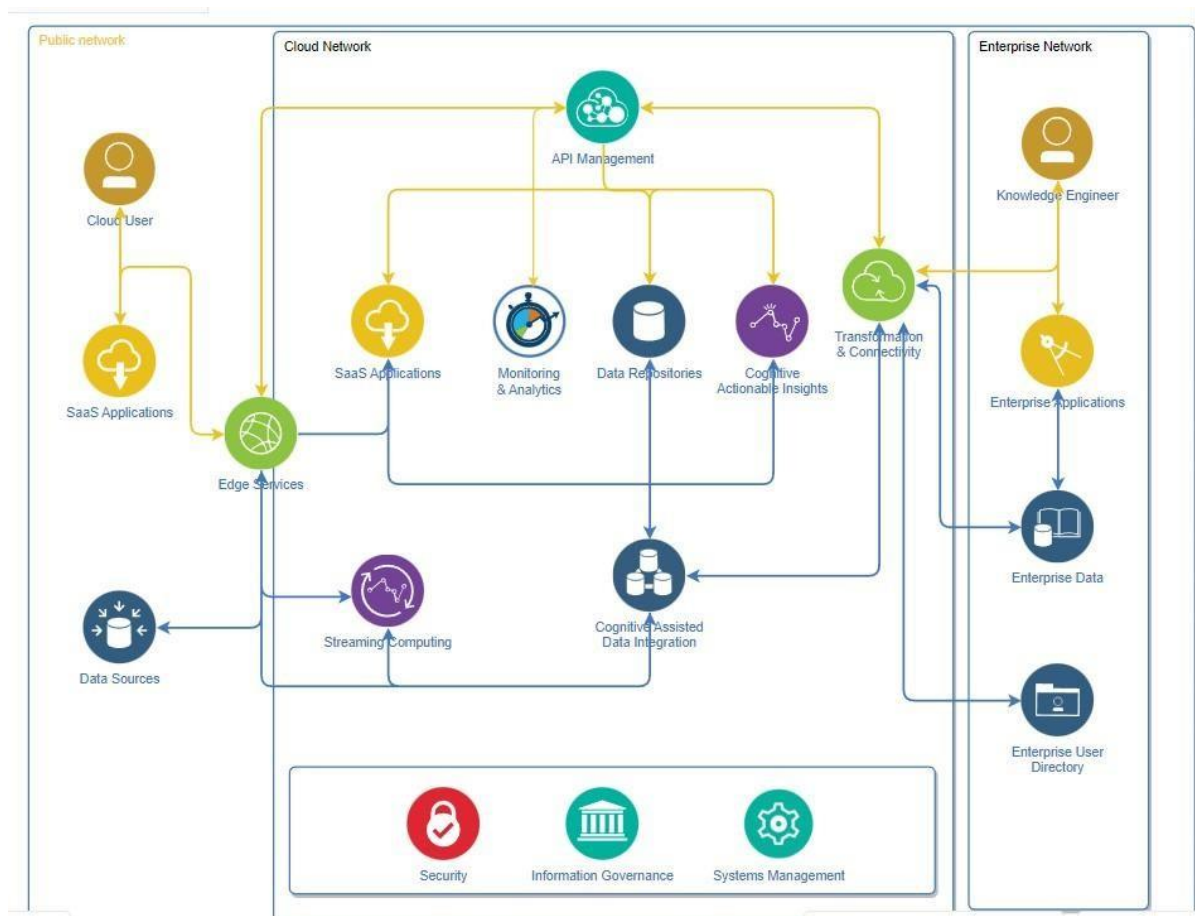 Public network
Cloud Network
Enterprise Network
API Management
Cloud User
Knowledge Engineer
SaaS Applications
Monitoring
& Analytics
Data Repositories
Cognitive
Actionable Insights
Transformation
& Connectivity
SaaS Applications
Enterprise Applications
Edge Services
Enterprise Data
Streaming Computing
Cognitive Assisted
Data Integration
Data Sources
Enterprise User
Directory
Security
Information Governance
Systems Management